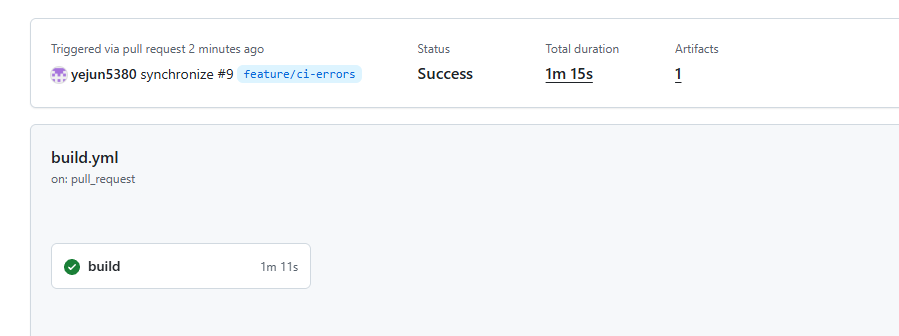 Triggered via pull request 2 minutes ago
yejun5380 synchronize #9 feature/ci-errors
Status
Success
Total duration
1m 15s
Artifacts
1
build.yml
on: pull_request
build 1m 11s